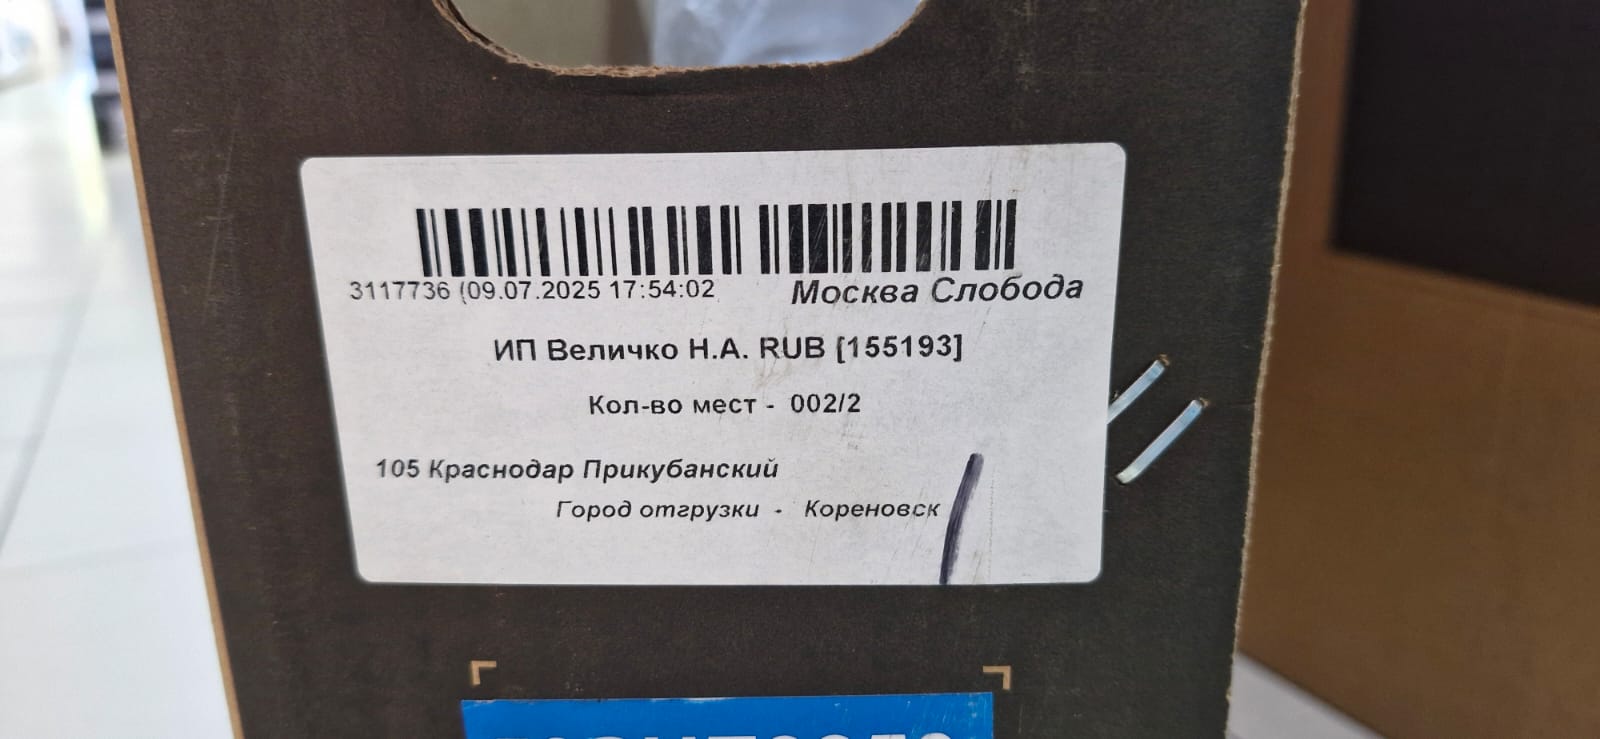 3117736 (09.07.2025 17:54:02
Москва Слобода
ИП Величко Н.А. RUB [155193]
Кол-во мест - 002/2
105 Краснодар Прикубанский
Город отгрузки - Кореновск